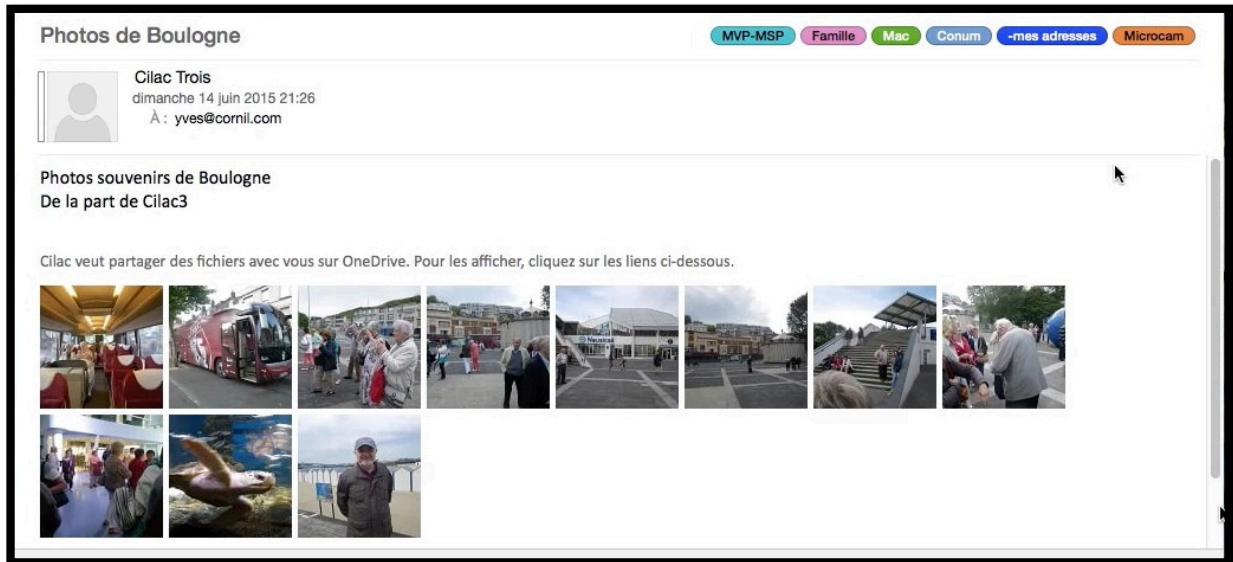 Photos de Boulogne
MVP-MSP Famille Mac Conum -mes adresses Microcam
Cilac Trois
dimanche 14 juin 2015 21:26
À : yves@cornil.com
Photos souvenirs de Boulogne
De la part de Cilac3
Cilac veut partager des fichiers avec vous sur OneDrive. Pour les afficher, cliquez sur les liens ci-dessous.
Nausicaá